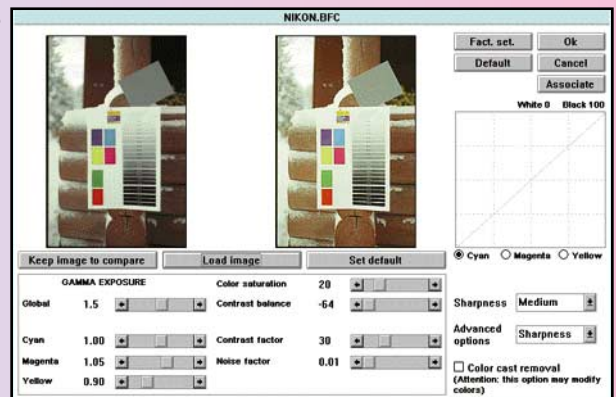 NIKON.BFC
Fact. set. Ok
Default Cancel
Associate
White 0 Black 100
Keep image to compare Load image Set default
Cyan Magenta Yellow
GAMMA EXPOSURE
Global 1.5
Cyan 1.00
Magenta 1.05
Yellow 0.90
Color saturation 20
Contrast balance -64
Contrast factor 30
Noise factor 0.01
Sharpness Medium
Advanced options Sharpness
Color cast removal
(Attention: this option may modify
colors)